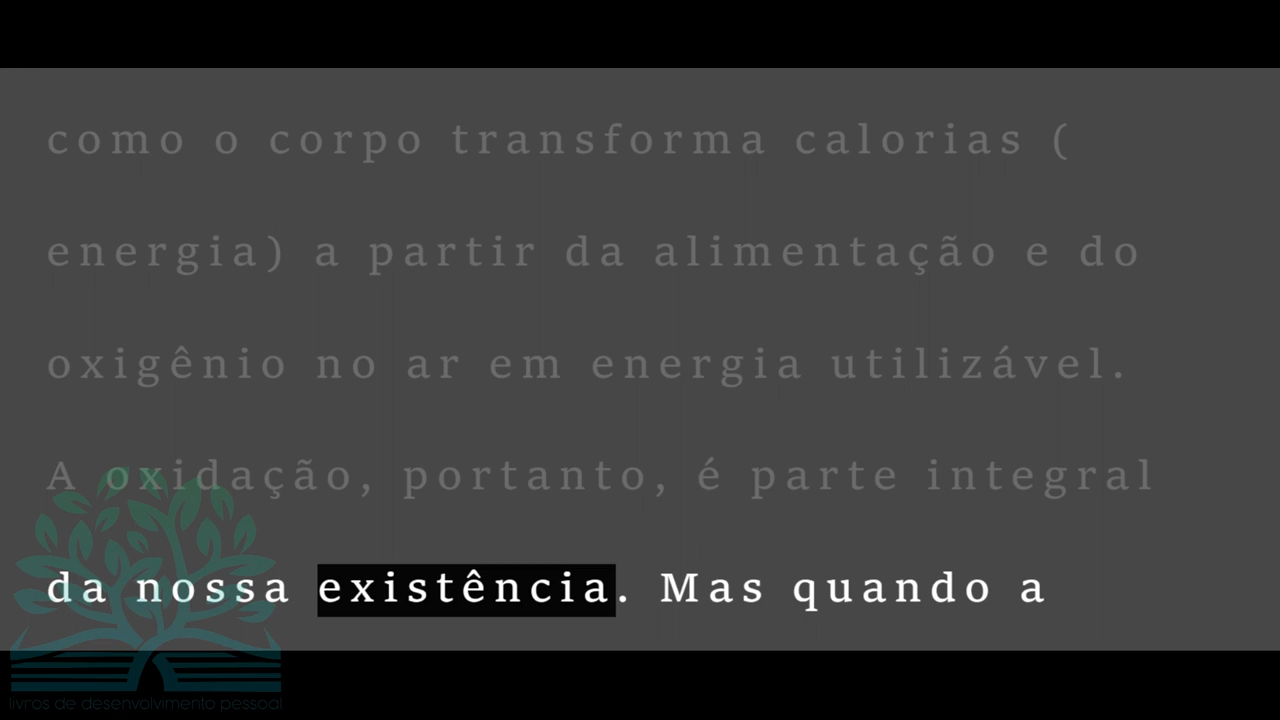 como o corpo transforma calorias (
energia) a partir da alimentação e do
oxigênio no ar em energia utilizável.
A oxidação, portanto, é parte integral
da nossa existência. Mas quando a
livros de desenvolvimento pessoal